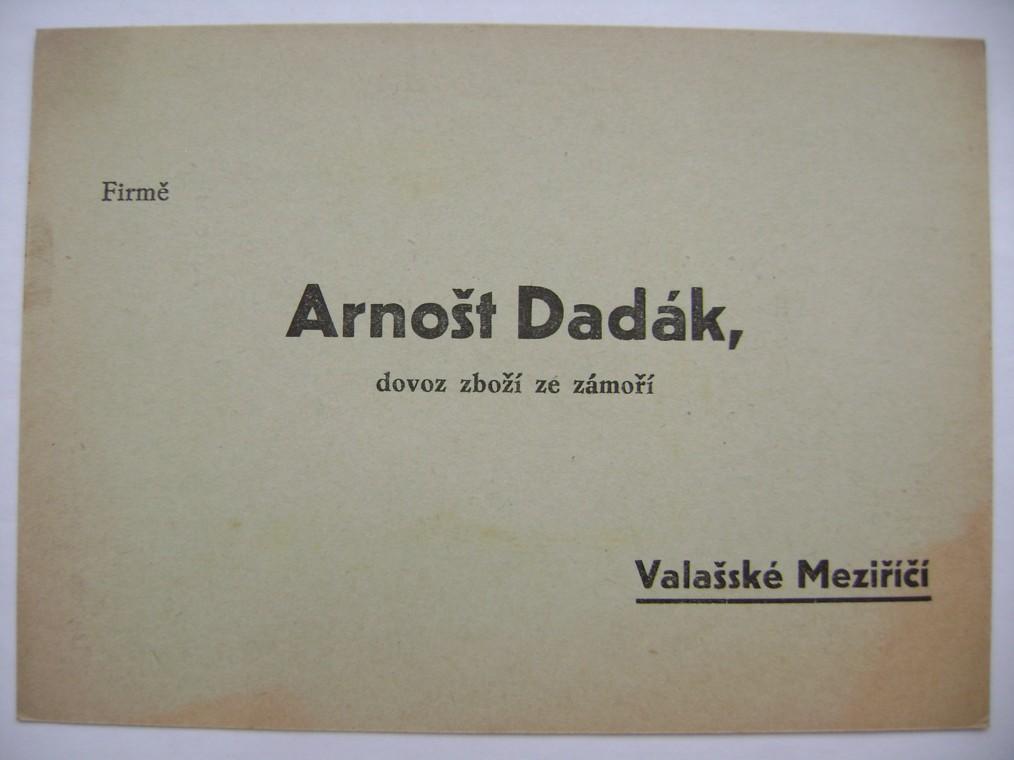 Firmě
Arnošt Dadák,
dovoz zboží ze zámoří
Valašské Meziříčí